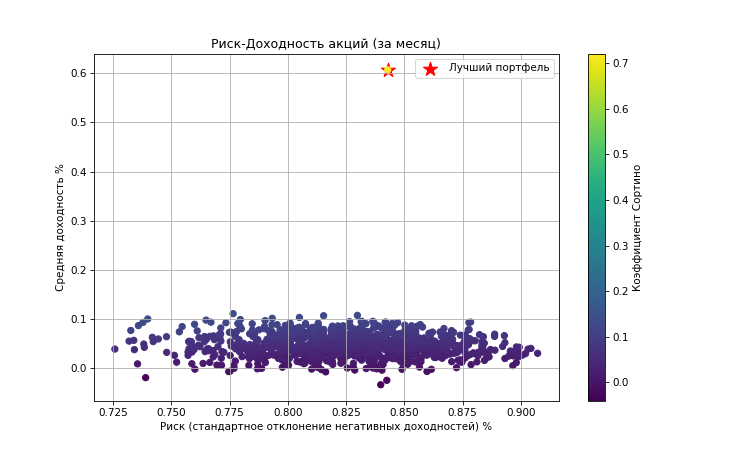 Риск-Доходность акций (за месяц)
Лучший портфель
Средняя доходность %
0.6
0.5
0.4
0.3
0.2
0.1
0.0
0.725 0.750 0.775 0.800 0.825 0.850 0.875 0.900
Риск (стандартное отклонение негативных доходностей) %
0.7
0.6
0.5
0.4
0.3
0.2
0.1
0.0
Коэффициент Сортино